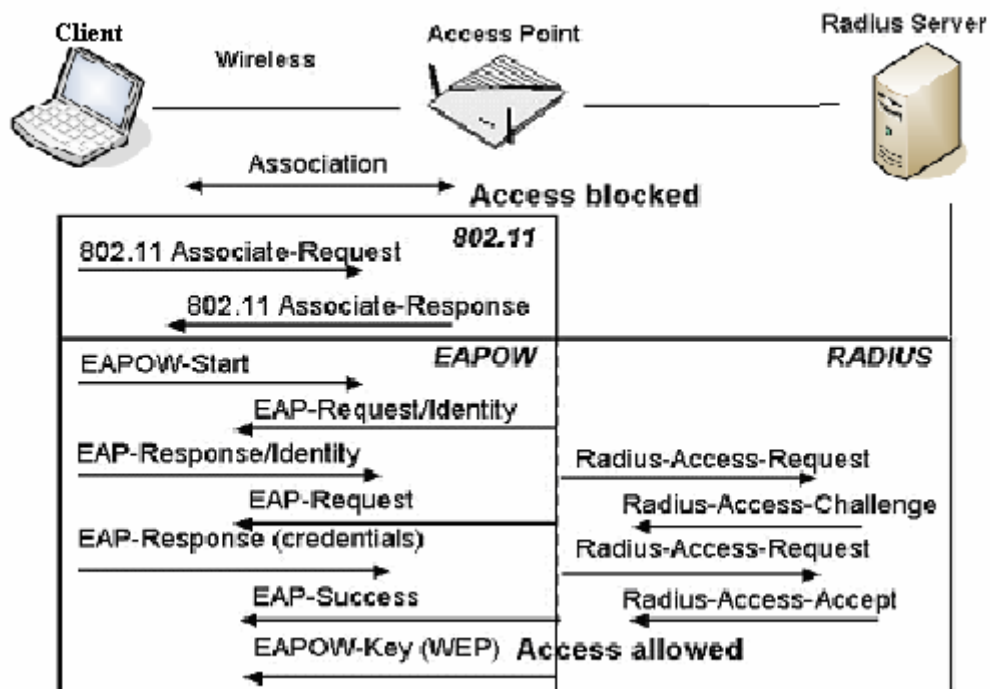 Client
Wireless
Access Point
Radius Server
Association
Access blocked
802.11
802.11 Associate-Request
802.11 Associate-Response
EAPOW
RADIUS
EAPOW-Start
EAP-Request/Identity
EAP-Response/Identity
Radius-Access-Request
EAP-Request
Radius-Access-Challenge
EAP-Response (credentials)
Radius-Access-Request
EAP-Success
Radius-Access-Accept
EAPOW-Key (WEP)
Access allowed